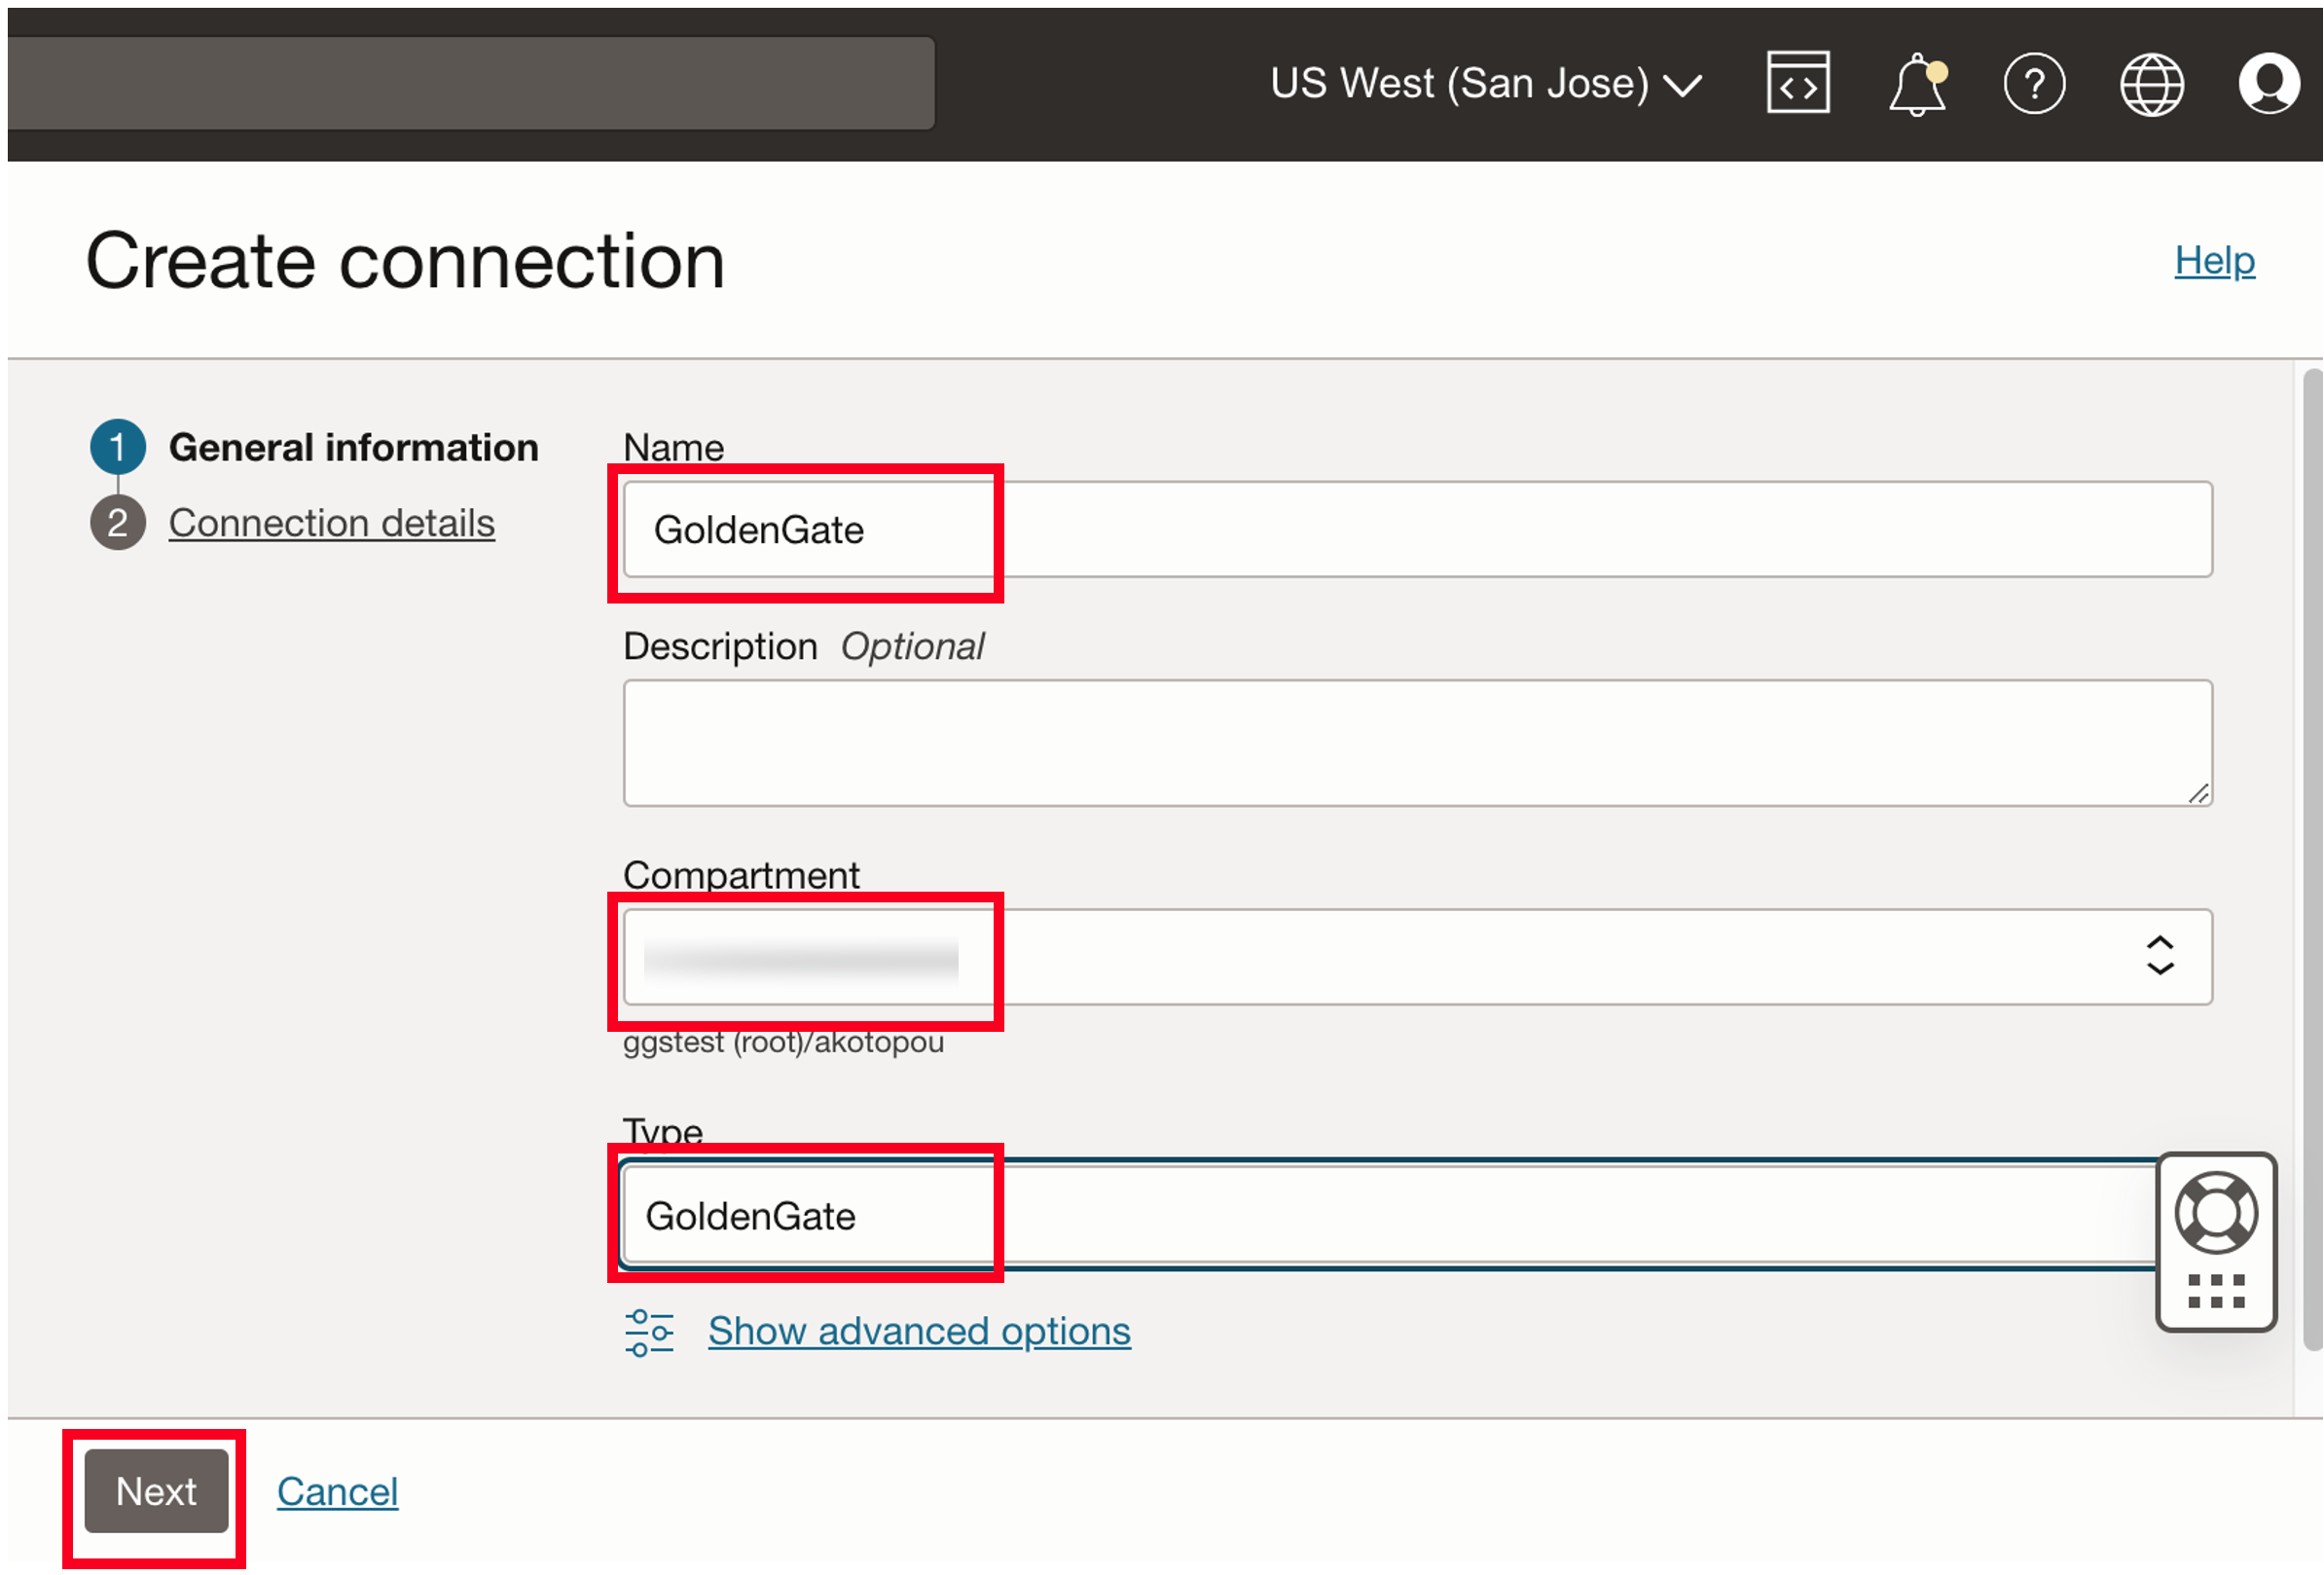 US West (San Jose)
Create connection
Help
1 General information
2 Connection details
Name
GoldenGate
Description Optional
Compartment
ggstest (root)/akotopou
Type
GoldenGate
Show advanced options
Next
Cancel